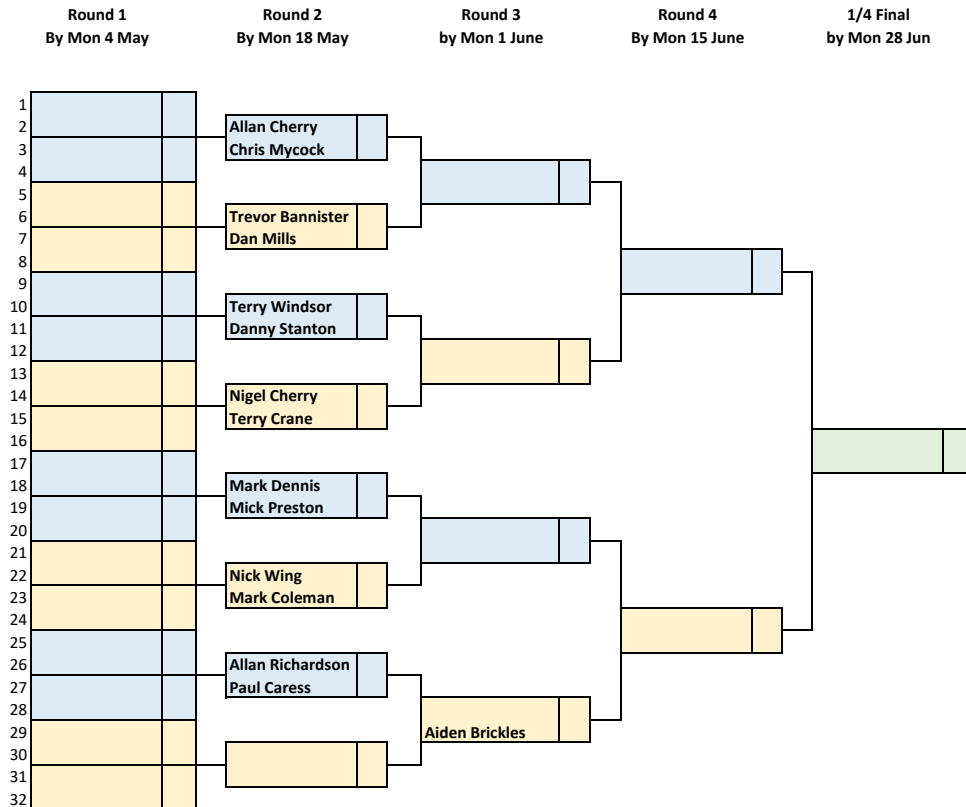 Round 1 Round 2 Round 3 Round 4 1/4 Final
By Mon 4 May By Mon 18 May by Mon 1 June By Mon 15 June by Mon 28 Jun
1
2 Allan Cherry
3 Chris Mycock
4
5
6 Trevor Bannister
7 Dan Mills
8
9
10 Terry Windsor
11 Danny Stanton
12
13
14 Nigel Cherry
15 Terry Crane
16
17
18 Mark Dennis
19 Mick Preston
20
21
22 Nick Wing
23 Mark Coleman
24
25
26 Allan Richardson
27 Paul Caress
28
29 Aiden Brickles
30
31
32